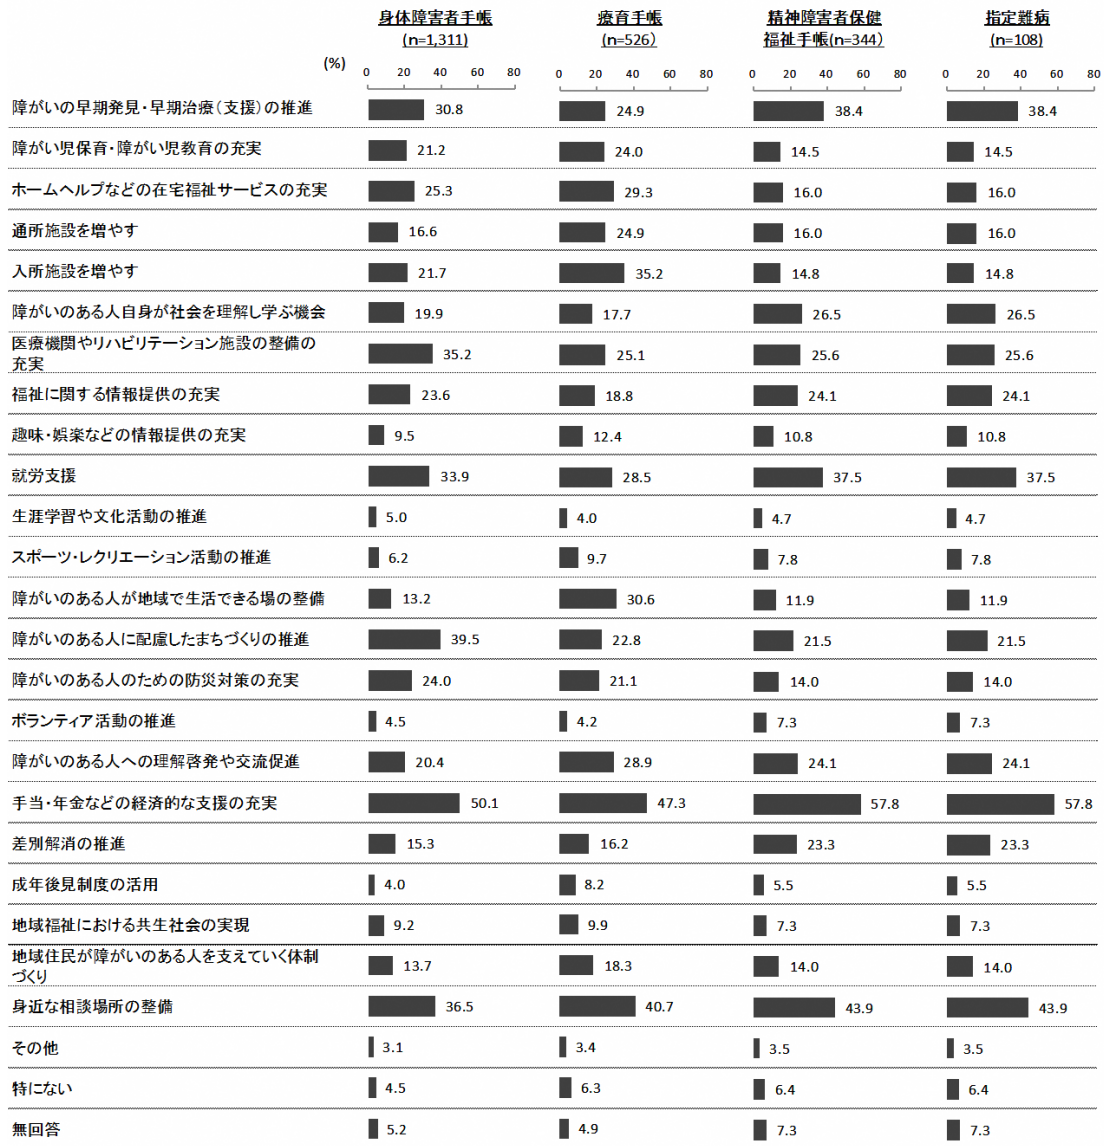 身体障害者手帳 療育手帳 精神障害者保健 指定難病
(n=1,311) (n=526) 福祉手帳(n=344) (n=108)
(%) 0 20 40 60 80 0 20 40 60 80 0 20 40 60 80 0 20 40 60 80
障がいの早期発見・早期治療(支援)の推進 30.8 24.9 38.4 38.4
障がい児保育・障がい児教育の充実 21.2 24.0 14.5 14.5
ホームヘルプなどの在宅福祉サービスの充実 25.3 29.3 16.0 16.0
通所施設を増やす 16.6 24.9 16.0 16.0
入所施設を増やす 21.7 35.2 14.8 14.8
障がいのある人自身が社会を理解し学ぶ機会 19.9 17.7 26.5 26.5
医療機関やリハビリテーション施設の整備の
充実 35.2 25.1 25.6 25.6
福祉に関する情報提供の充実 23.6 18.8 24.1 24.1
趣味・娯楽などの情報提供の充実 9.5 12.4 10.8 10.8
就労支援 33.9 28.5 37.5 37.5
生涯学習や文化活動の推進 5.0 4.0 4.7 4.7
スポーツ・レクリエーション活動の推進 6.2 9.7 7.8 7.8
障がいのある人が地域で生活できる場の整備 13.2 30.6 11.9 11.9
障がいのある人に配慮したまちづくりの推進 39.5 22.8 21.5 21.5
障がいのある人のための防災対策の充実 24.0 21.1 14.0 14.0
ボランティア活動の推進 4.5 4.2 7.3 7.3
障がいのある人への理解啓発や交流促進 20.4 28.9 24.1 24.1
手当・年金などの経済的な支援の充実 50.1 47.3 57.8 57.8
差別解消の推進 15.3 16.2 23.3 23.3
成年後見制度の活用 4.0 8.2 5.5 5.5
地域福祉における共生社会の実現 9.2 9.9 7.3 7.3
地域住民が障がいのある人を支えていく体制
づくり 13.7 18.3 14.0 14.0
身近な相談場所の整備 36.5 40.7 43.9 43.9
その他 3.1 3.4 3.5 3.5
特にない 4.5 6.3 6.4 6.4
無回答 5.2 4.9 7.3 7.3